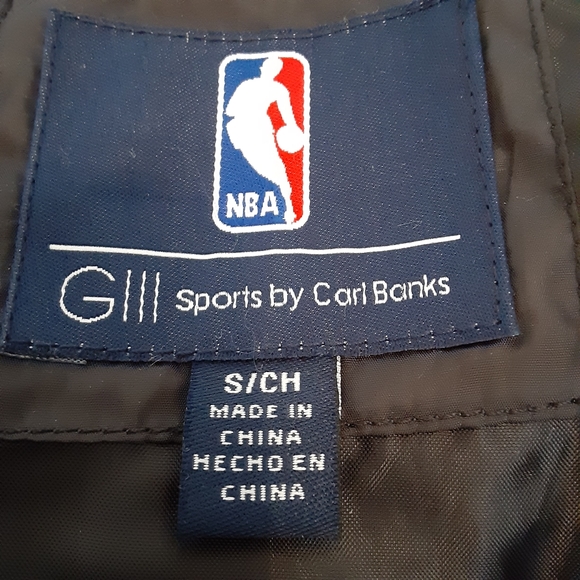 NBA
GIII Sports by Carl Banks
S/CH
MADE IN
CHINA
HECHO EN
CHINA